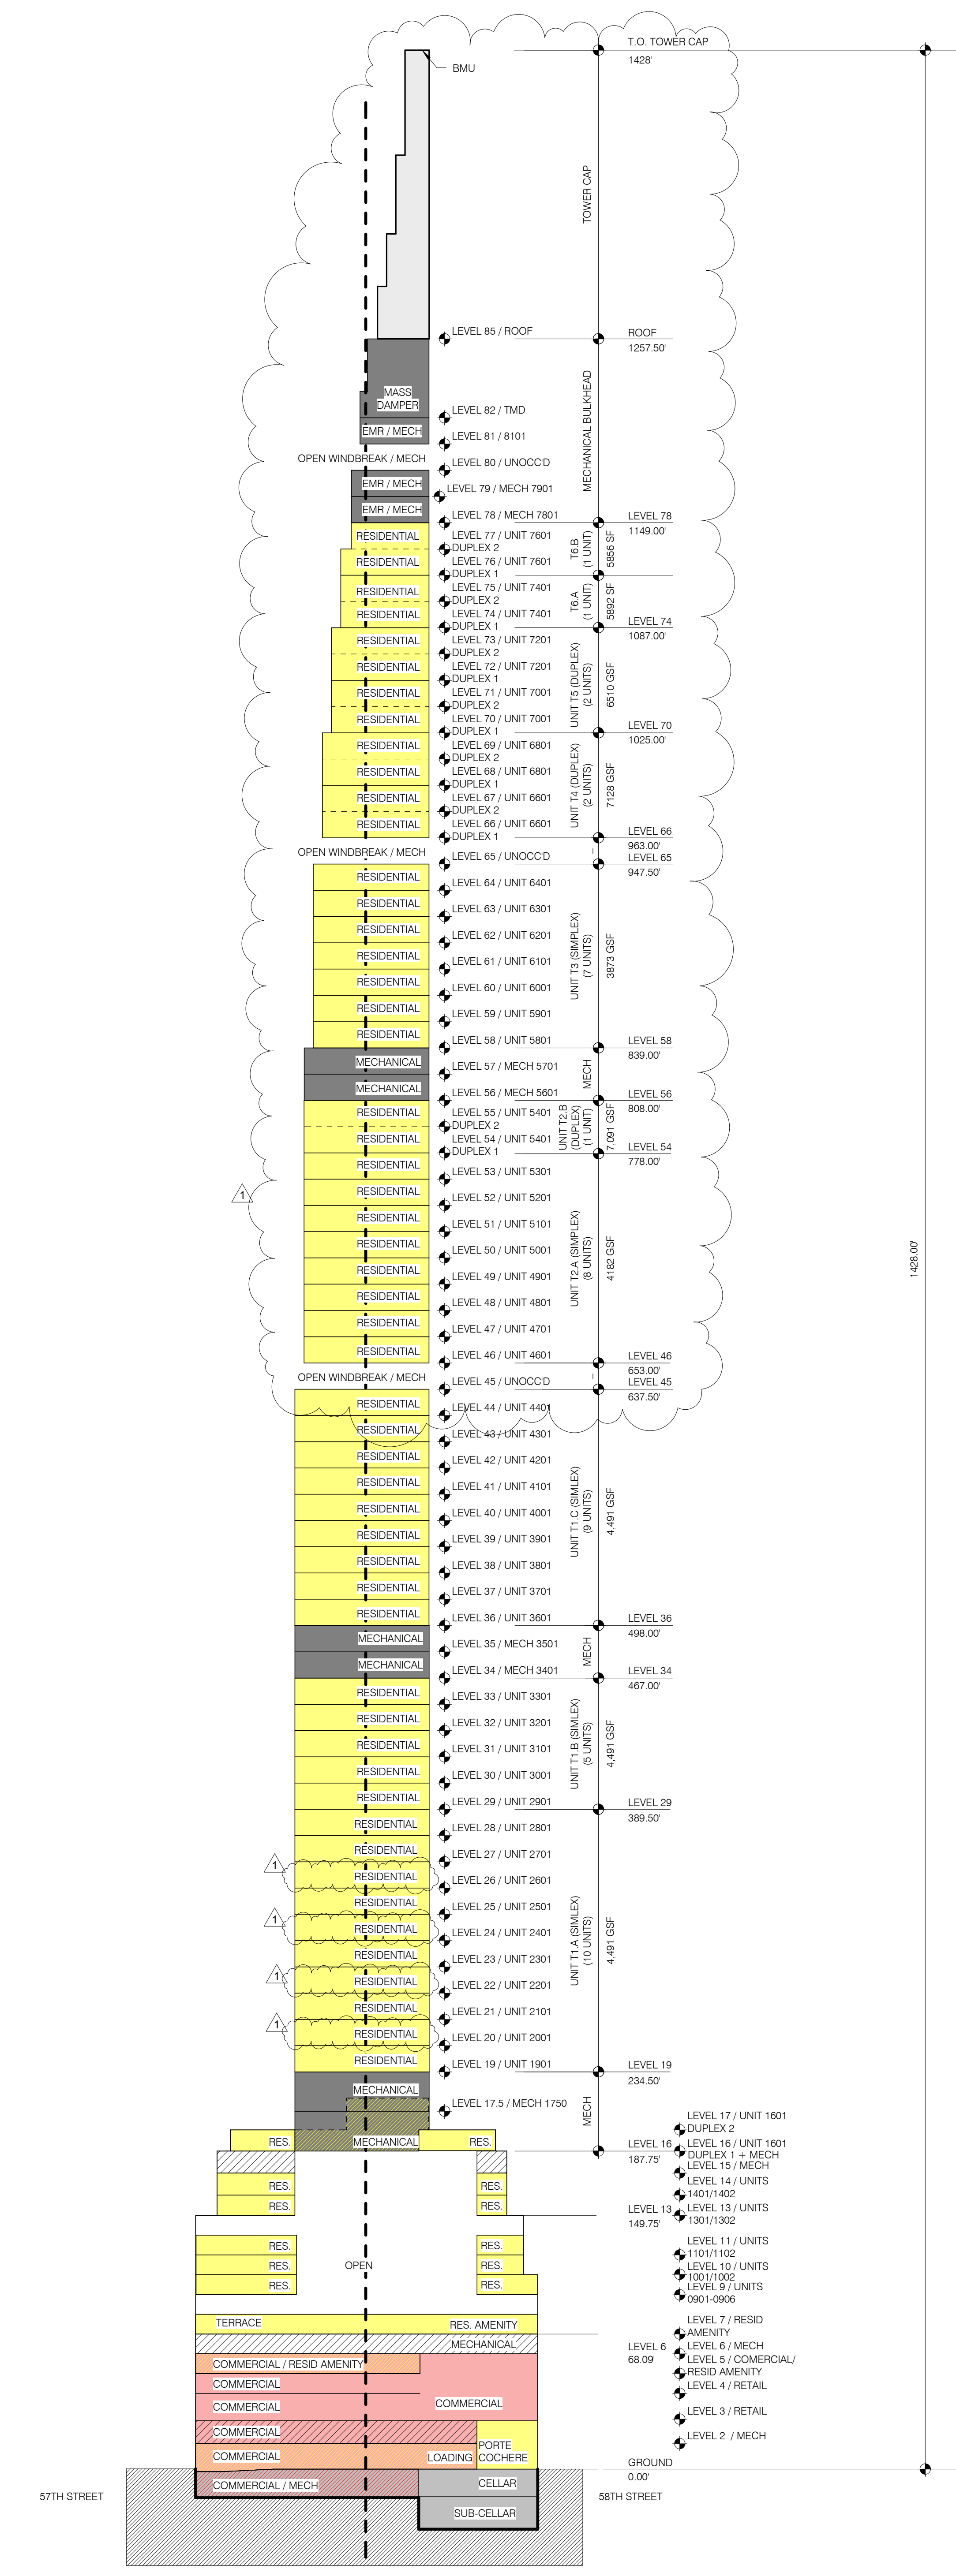 T.O. TOWER CAP
1428'
BMU
TOWER CAP
LEVEL 85 / ROOF
ROOF
1257.50'
MASS
DAMPER
LEVEL 82 / TMD
EMR / MECH
LEVEL 81 / 8101
MECHANICAL BULKHEAD
OPEN WINDBREAK / MECH
LEVEL 80 / UNOCC'D
EMR / MECH
LEVEL 79 / MECH 7901
EMR / MECH
LEVEL 78 / MECH 7801
LEVEL 78
1149.00'
RESIDENTIAL
LEVEL 77 / UNIT 7601
DUPLEX 2
T6.B
(1 UNIT)
5856 SF
RESIDENTIAL
LEVEL 76 / UNIT 7601
DUPLEX 1
RESIDENTIAL
LEVEL 75 / UNIT 7401
DUPLEX 2
T6.A
(1 UNIT)
5892 SF
RESIDENTIAL
LEVEL 74 / UNIT 7401
DUPLEX 1
LEVEL 74
1087.00'
RESIDENTIAL
LEVEL 73 / UNIT 7201
DUPLEX 2
RESIDENTIAL
LEVEL 72 / UNIT 7201
DUPLEX 1
UNIT T5 (DUPLEX)
(2 UNITS)
6510 GSF
RESIDENTIAL
LEVEL 71 / UNIT 7001
DUPLEX 2
RESIDENTIAL
LEVEL 70 / UNIT 7001
DUPLEX 1
LEVEL 70
1025.00'
RESIDENTIAL
LEVEL 69 / UNIT 6801
DUPLEX 2
RESIDENTIAL
LEVEL 68 / UNIT 6801
DUPLEX 1
UNIT T4 (DUPLEX)
(2 UNITS)
7128 GSF
RESIDENTIAL
LEVEL 67 / UNIT 6601
DUPLEX 2
RESIDENTIAL
LEVEL 66 / UNIT 6601
DUPLEX 1
LEVEL 66
963.00'
OPEN WINDBREAK / MECH
LEVEL 65 / UNOCC'D
LEVEL 65
947.50'
RESIDENTIAL
LEVEL 64 / UNIT 6401
RESIDENTIAL
LEVEL 63 / UNIT 6301
RESIDENTIAL
LEVEL 62 / UNIT 6201
RESIDENTIAL
LEVEL 61 / UNIT 6101
UNIT T3 (SIMPLEX)
(7 UNITS)
3873 GSF
RESIDENTIAL
LEVEL 60 / UNIT 6001
RESIDENTIAL
LEVEL 59 / UNIT 5901
RESIDENTIAL
LEVEL 58 / UNIT 5801
LEVEL 58
839.00'
MECHANICAL
LEVEL 57 / MECH 5701
MECH
MECHANICAL
LEVEL 56 / MECH 5601
LEVEL 56
808.00'
RESIDENTIAL
LEVEL 55 / UNIT 5401
DUPLEX 2
UNIT T2.B
(DUPLEX)
(1 UNIT)
7,091 GSF
RESIDENTIAL
LEVEL 54 / UNIT 5401
DUPLEX 1
LEVEL 54
778.00'
RESIDENTIAL
LEVEL 53 / UNIT 5301
1
RESIDENTIAL
LEVEL 52 / UNIT 5201
RESIDENTIAL
LEVEL 51 / UNIT 5101
RESIDENTIAL
LEVEL 50 / UNIT 5001
UNIT T2.A (SIMPLEX)
(8 UNITS)
4182 GSF
1428.00'
RESIDENTIAL
LEVEL 49 / UNIT 4901
RESIDENTIAL
LEVEL 48 / UNIT 4801
RESIDENTIAL
LEVEL 47 / UNIT 4701
RESIDENTIAL
LEVEL 46 / UNIT 4601
LEVEL 46
653.00'
OPEN WINDBREAK / MECH
LEVEL 45 / UNOCC'D
LEVEL 45
637.50'
RESIDENTIAL
LEVEL 44 / UNIT 4401
RESIDENTIAL
LEVEL 43 / UNIT 4301
RESIDENTIAL
LEVEL 42 / UNIT 4201
RESIDENTIAL
LEVEL 41 / UNIT 4101
RESIDENTIAL
LEVEL 40 / UNIT 4001
UNIT T1.C (SIMLEX)
(9 UNITS)
4,491 GSF
RESIDENTIAL
LEVEL 39 / UNIT 3901
RESIDENTIAL
LEVEL 38 / UNIT 3801
RESIDENTIAL
LEVEL 37 / UNIT 3701
RESIDENTIAL
LEVEL 36 / UNIT 3601
LEVEL 36
498.00'
MECHANICAL
LEVEL 35 / MECH 3501
MECH
MECHANICAL
LEVEL 34 / MECH 3401
LEVEL 34
467.00'
RESIDENTIAL
LEVEL 33 / UNIT 3301
RESIDENTIAL
LEVEL 32 / UNIT 3201
RESIDENTIAL
LEVEL 31 / UNIT 3101
UNIT T1.B (SIMLEX)
(5 UNITS)
4,491 GSF
RESIDENTIAL
LEVEL 30 / UNIT 3001
RESIDENTIAL
LEVEL 29 / UNIT 2901
LEVEL 29
389.50'
RESIDENTIAL
LEVEL 28 / UNIT 2801
RESIDENTIAL
LEVEL 27 / UNIT 2701
1
RESIDENTIAL
LEVEL 26 / UNIT 2601
RESIDENTIAL
LEVEL 25 / UNIT 2501
1
RESIDENTIAL
LEVEL 24 / UNIT 2401
UNIT T1.A (SIMLEX)
(10 UNITS)
4,491 GSF
RESIDENTIAL
LEVEL 23 / UNIT 2301
1
RESIDENTIAL
LEVEL 22 / UNIT 2201
RESIDENTIAL
LEVEL 21 / UNIT 2101
1
RESIDENTIAL
LEVEL 20 / UNIT 2001
RESIDENTIAL
LEVEL 19 / UNIT 1901
LEVEL 19
234.50'
MECHANICAL
LEVEL 17.5 / MECH 1750
MECH
LEVEL 17 / UNIT 1601
DUPLEX 2
RES.
MECHANICAL
RES.
LEVEL 16
187.75'
LEVEL 16 / UNIT 1601
DUPLEX 1 + MECH
LEVEL 15 / MECH
RES.
RES.
LEVEL 14 / UNITS
1401/1402
RES.
RES.
LEVEL 13
149.75'
LEVEL 13 / UNITS
1301/1302
RES.
RES.
LEVEL 11 / UNITS
1101/1102
RES.
OPEN
RES.
LEVEL 10 / UNITS
1001/1002
RES.
RES.
LEVEL 9 / UNITS
0901-0906
TERRACE
RES. AMENITY
LEVEL 7 / RESID
AMENITY
MECHANICAL
LEVEL 6
68.09'
LEVEL 6 / MECH
COMMERCIAL / RESID AMENITY
LEVEL 5 / COMERCIAL/
RESID AMENITY
COMMERCIAL
LEVEL 4 / RETAIL
COMMERCIAL
COMMERCIAL
LEVEL 3 / RETAIL
COMMERCIAL
LEVEL 2 / MECH
COMMERCIAL
LOADING
PORTE
COCHERE
GROUND
0.00'
COMMERCIAL / MECH
CELLAR
57TH STREET
58TH STREET
SUB-CELLAR